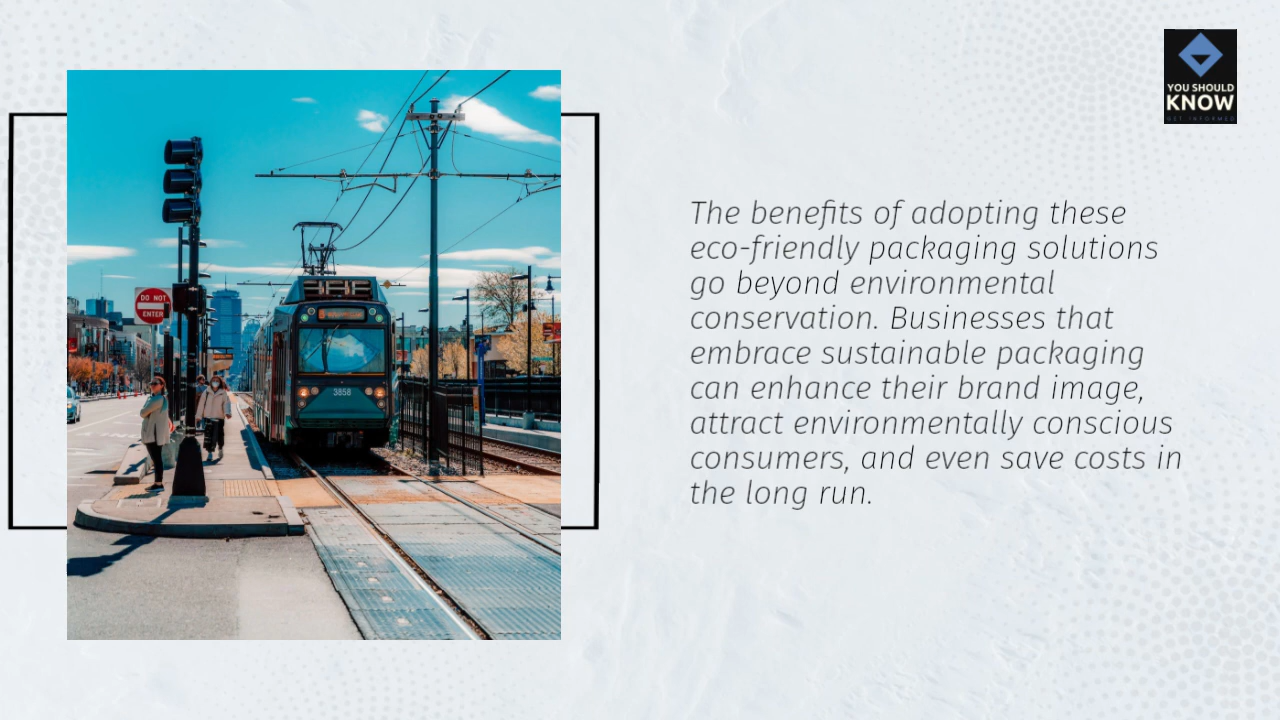 YOU SHOULD
KNOW
GET INFORMED
DO NOT
ENTER
3858
The benefits of adopting these
eco-friendly packaging solutions
go beyond environmental
conservation. Businesses that
embrace sustainable packaging
can enhance their brand image,
attract environmentally conscious
consumers, and even save costs in
the long run.